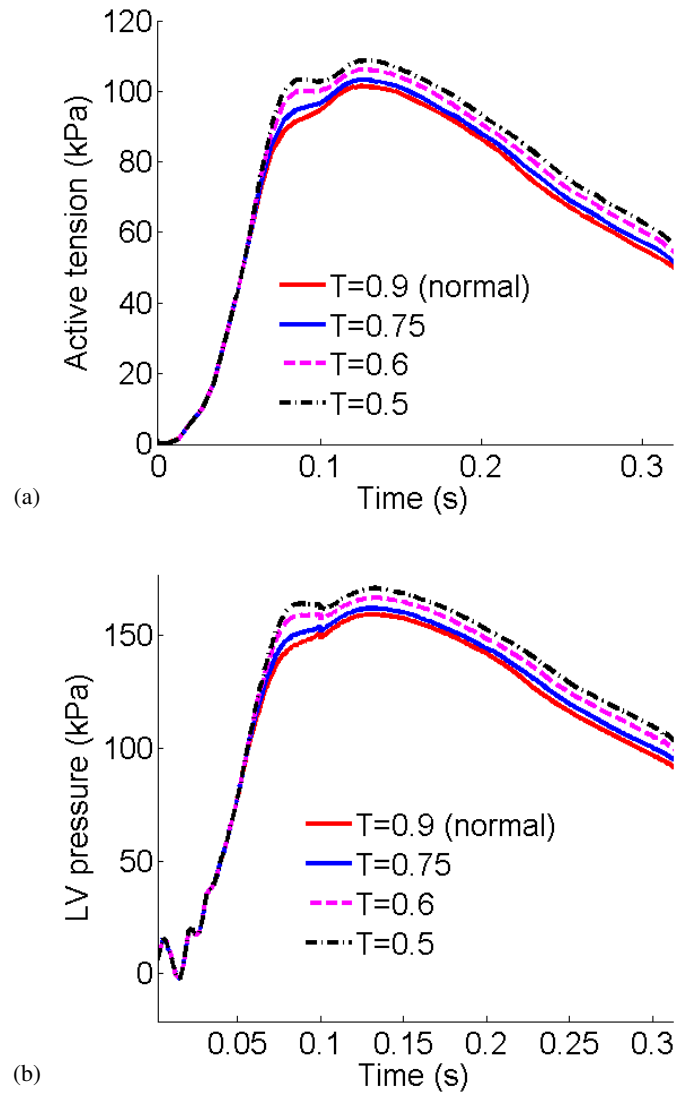 120
100
80
60
40
20
0
Active tension (kPa)
T=0.9 (normal)
T=0.75
T=0.6
T=0.5
0 0.1 0.2 0.3
Time (s)
(a)
150
100
50
0
LV pressure (kPa)
T=0.9 (normal)
T=0.75
T=0.6
T=0.5
0.05 0.1 0.15 0.2 0.25 0.3
Time (s)
(b)